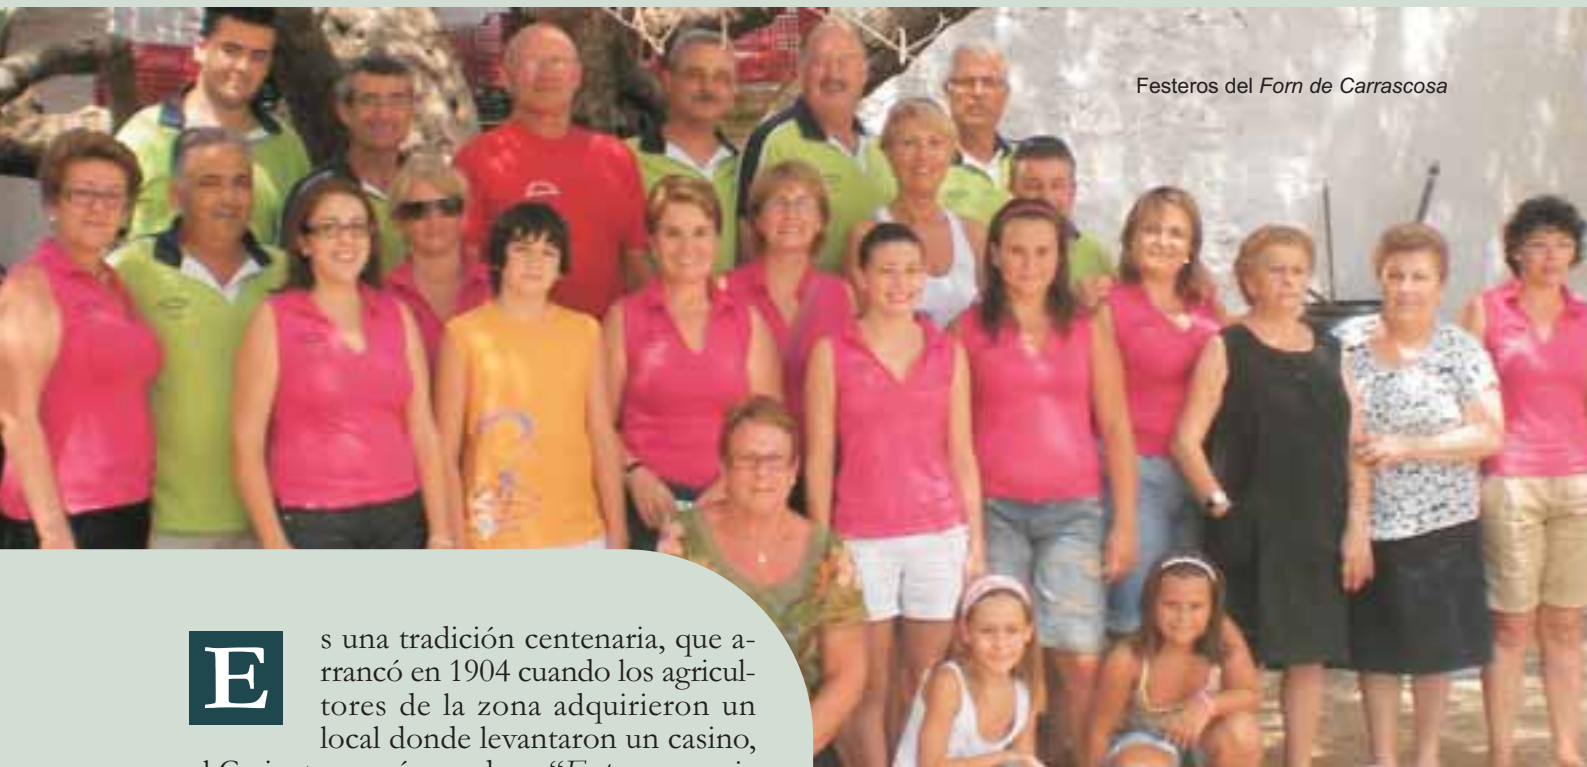 Festeros del Forn de Carrascosa
Es una tradición centenaria, que a-
rrancó en 1904 cuando los agricul-
tores de la zona adquirieron un
local donde levantaron un casino,